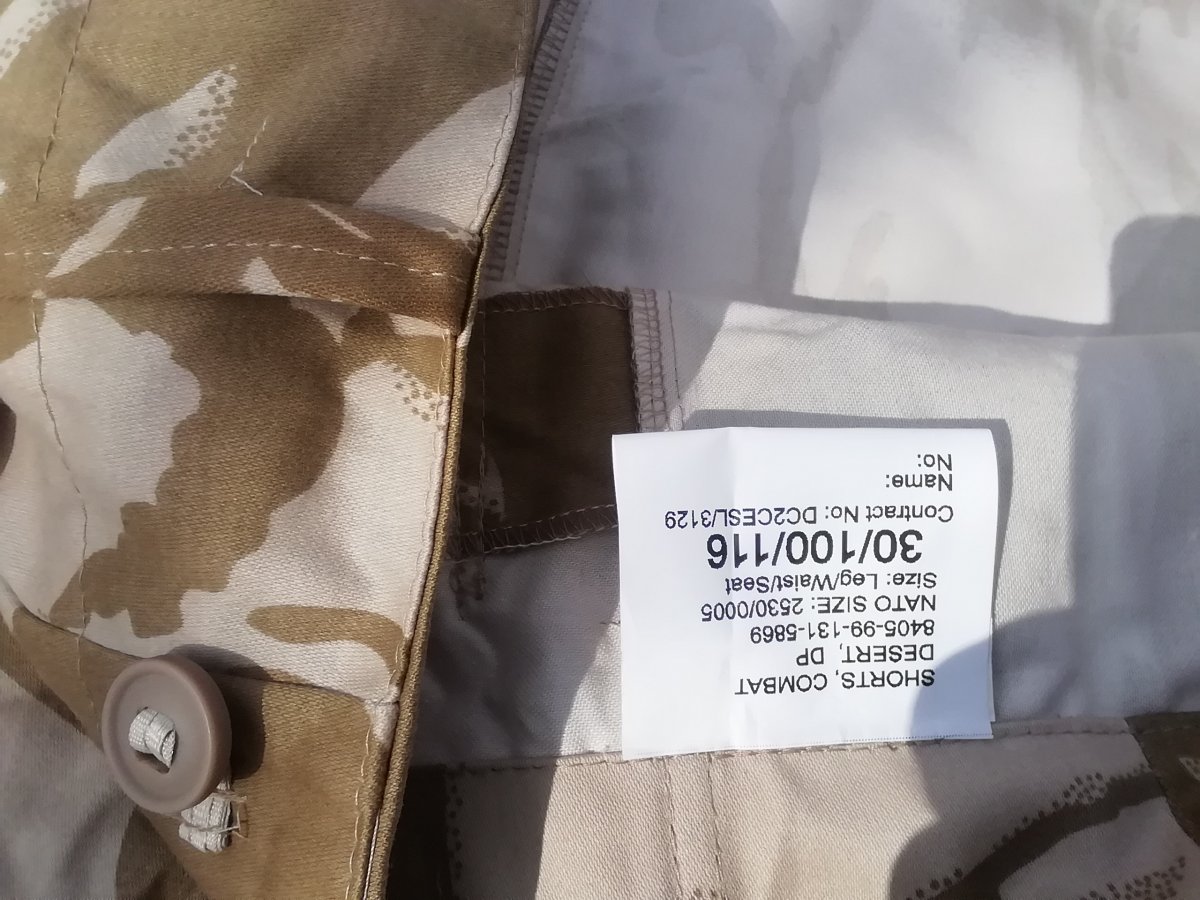 SHORTS, COMBAT
DESERT, DP
8405-99-131-5869
NATO SIZE: 2530/0005
Size: Leg/Waist/Seat
30/100/116
Contract No: DC2CESL/3129
Name:
No: